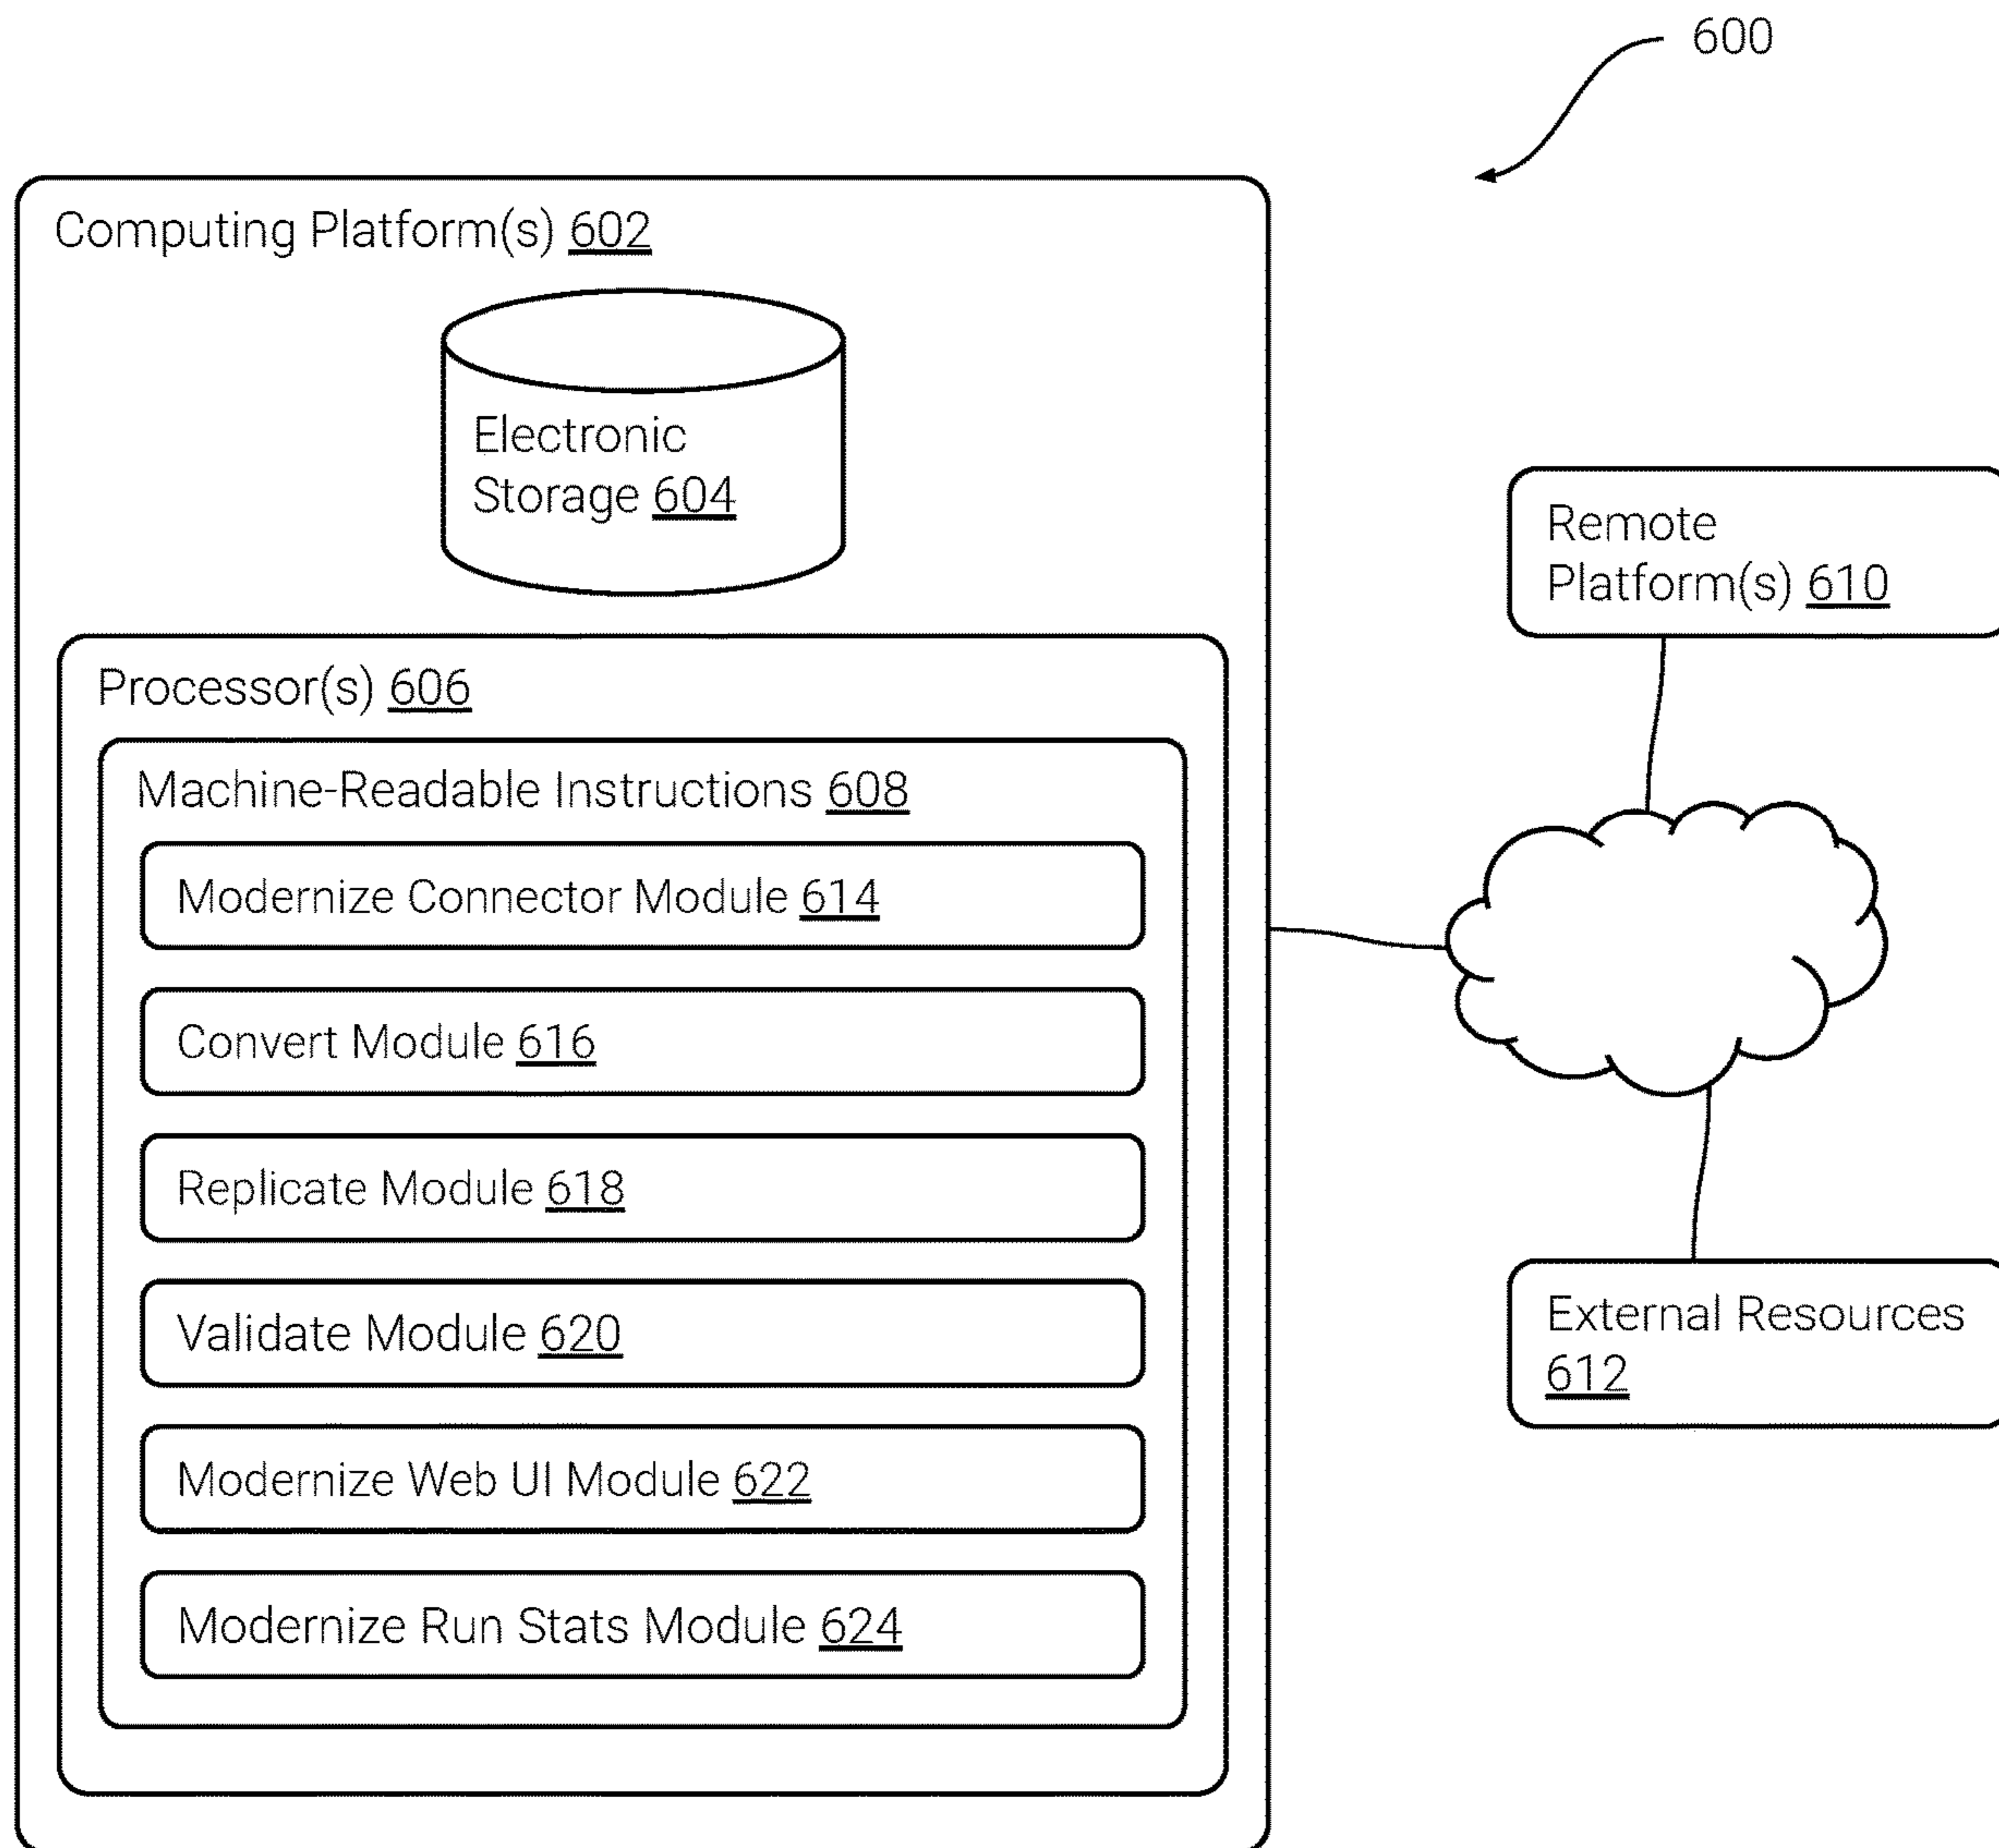 600
Computing Platform(s) 602
Electronic
Storage 604
Processor(s) 606
Machine-Readable Instructions 608
Modernize Connector Module 614
Convert Module 616
Replicate Module 618
Validate Module 620
Modernize Web UI Module 622
Modernize Run Stats Module 624
Remote
Platform(s) 610
External Resources
612